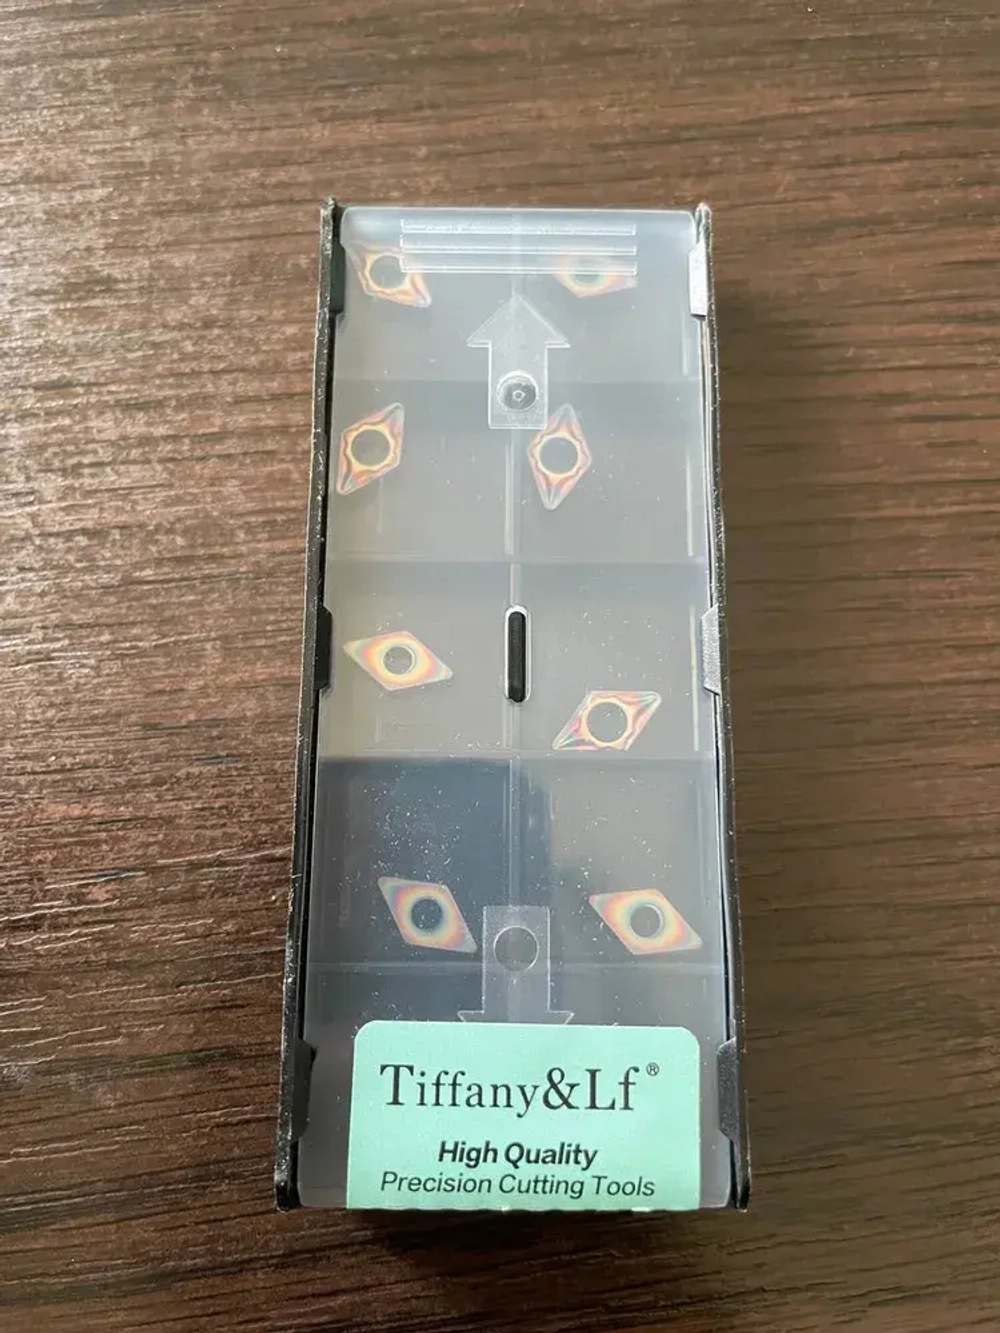 Tiffany&Lf®
High Quality
Precision Cutting Tools